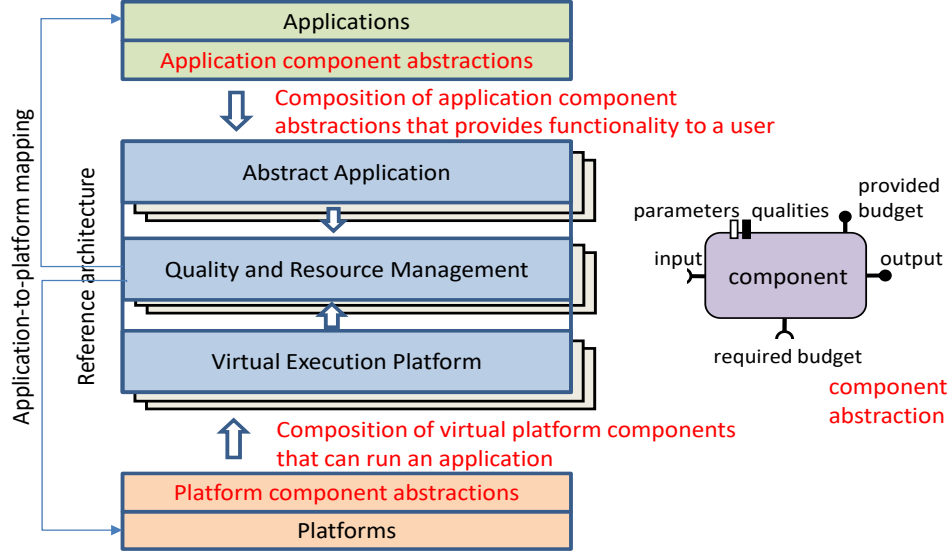 Applications
Application component abstractions
Composition of application component
abstractions that provides functionality to a user
Application-to-platform mapping
Reference architecture
Abstract Application
Quality and Resource Management
Virtual Execution Platform
Composition of virtual platform components
that can run an application
Platform component abstractions
Platforms
provided
budget
parameters
qualities
input
component
output
required budget
component
abstraction